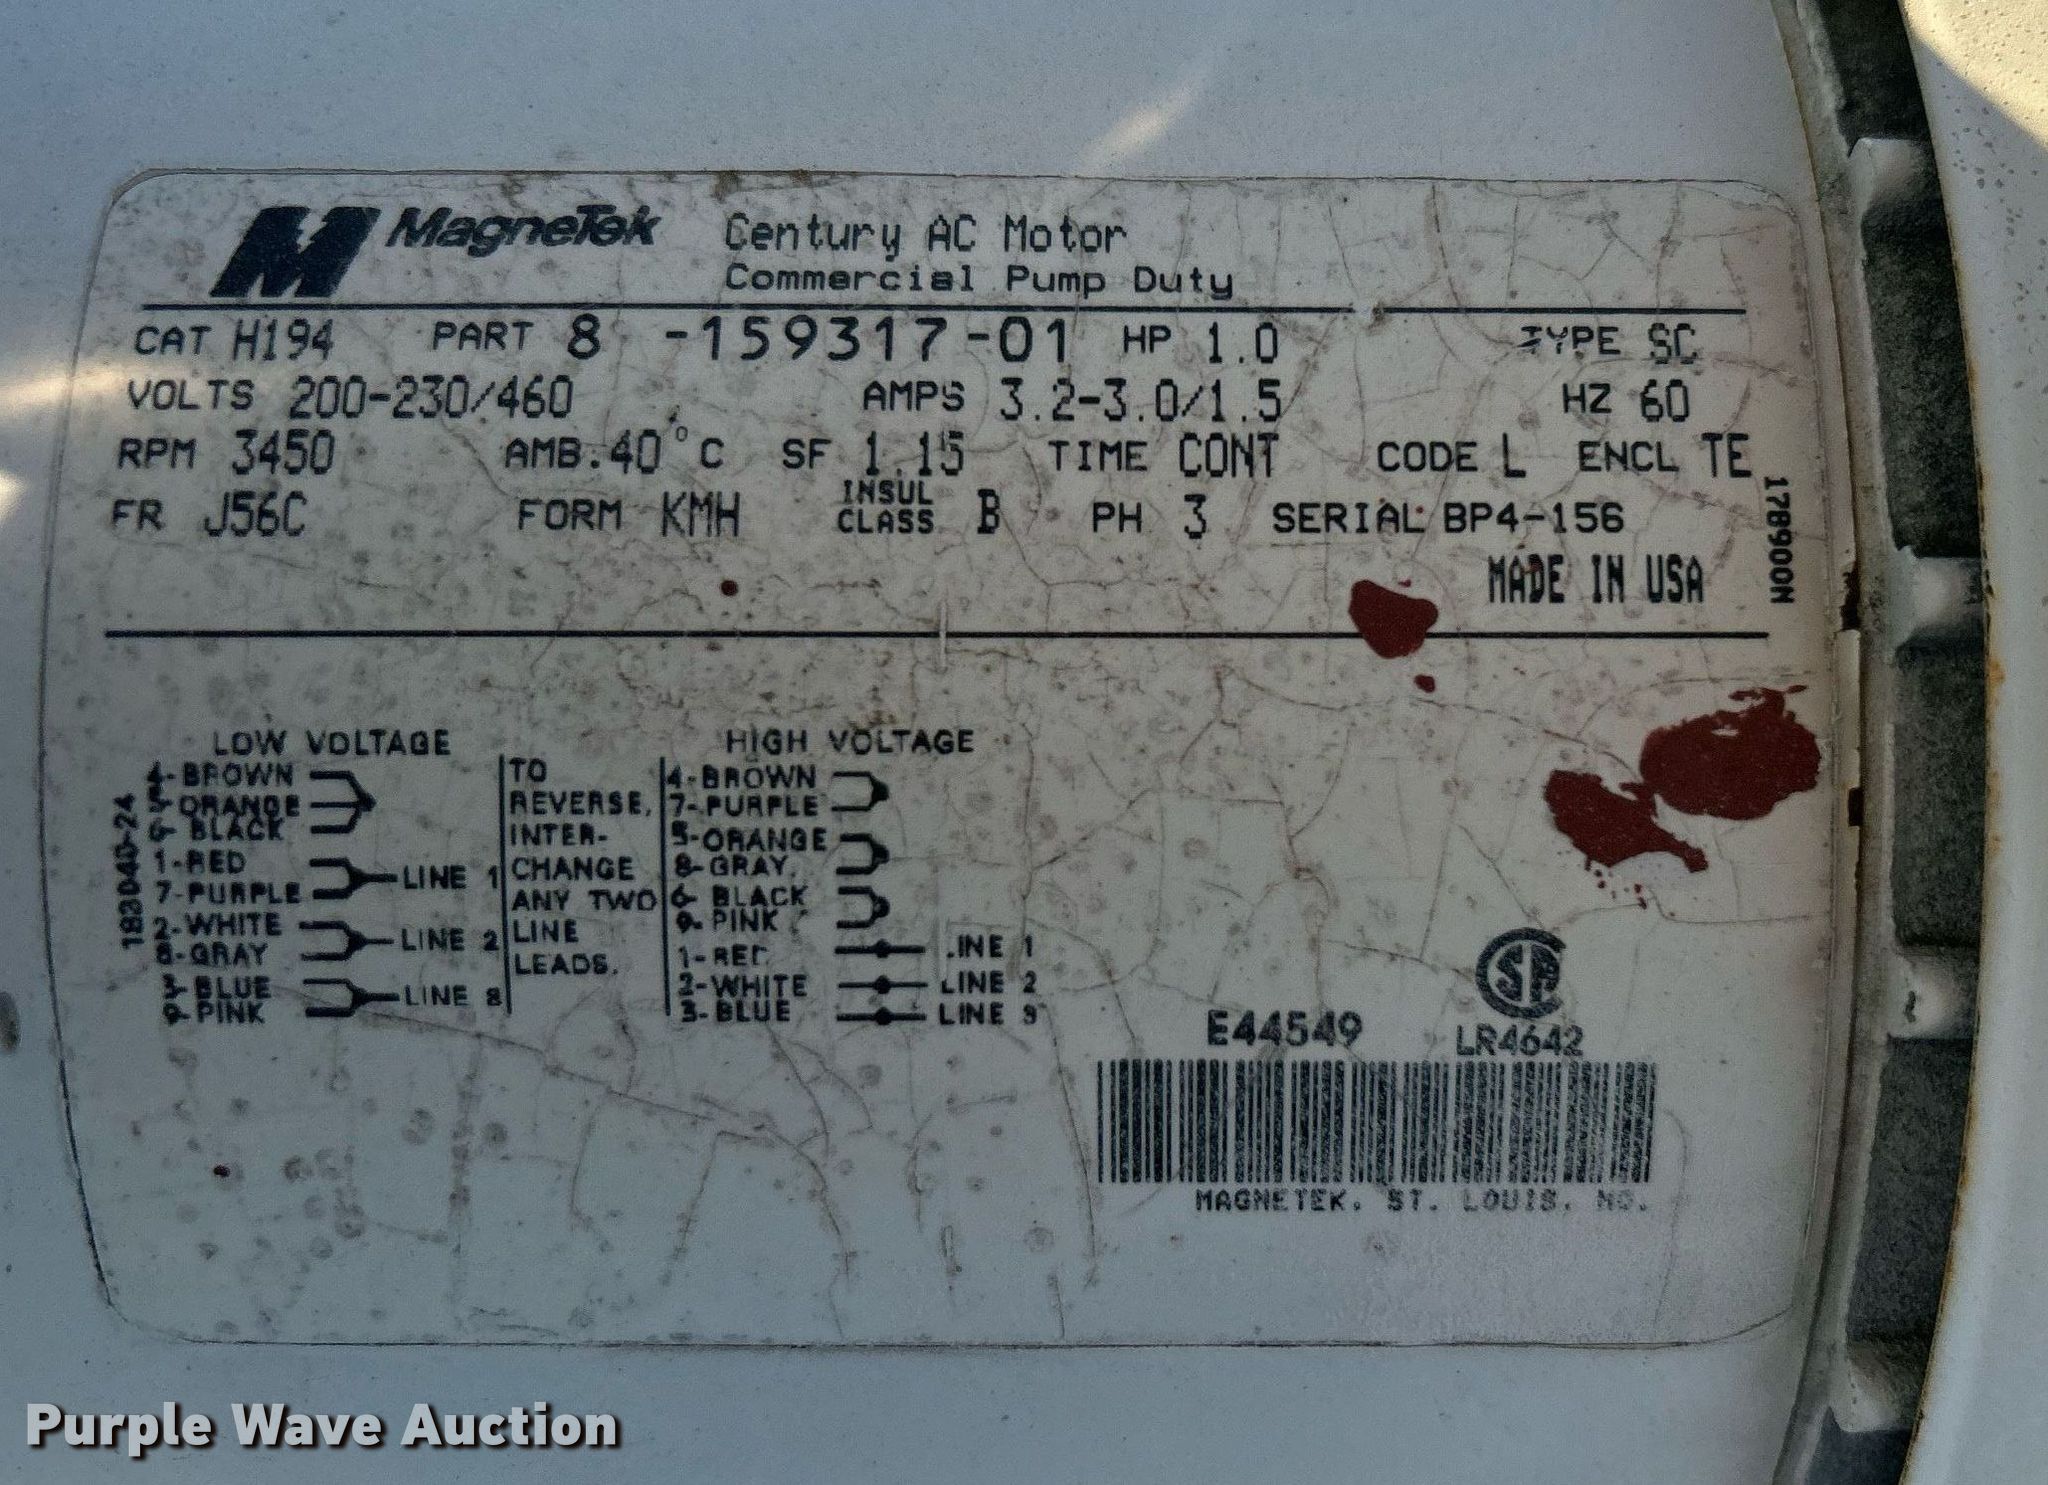 MagneTek Century AC Motor
Commercial Pump Duty
CAT H194 PART 8 -159317-01 HP 1.0 TYPE SC
VOLTS 200-230/460 AMPS 3.2-3.0/1.5 HZ 60
RPM 3450 AMB. 40°C SF 1.15 TIME CONT CODE L ENCL TE
FR J56C FORM KMH INSUL CLASS B PH 3 SERIAL BP4-156
MADE IN USA
178900N
LOW VOLTAGE
4-BROWN
5-ORANGE
6-BLACK
1-RED
7-PURPLE
LINE 1
2-WHITE
8-GRAY
LINE 2
3-BLUE
9-PINK
LINE 3
183040-24
TO
REVERSE,
INTER-
CHANGE
ANY TWO
LINE
LEADS.
HIGH VOLTAGE
4-BROWN
7-PURPLE
5-ORANGE
8-GRAY
6-BLACK
9-PINK
1-RED LINE 1
2-WHITE LINE 2
3-BLUE LINE 3
SA
E44549
LR4642
MAGNETEK, ST. LOUIS, MO.
Purple Wave Auction